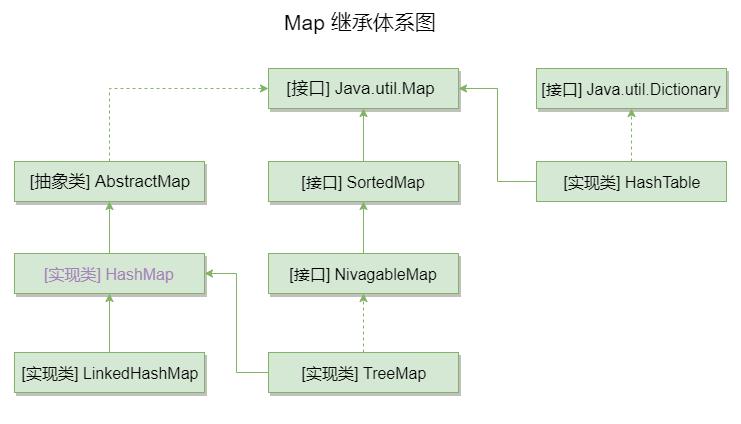 Map 继承体系图
[接口] Java.util.Map
[接口] Java.util.Dictionary
[抽象类] AbstractMap
[接口] SortedMap
[实现类] HashTable
[实现类] HashMap
[接口] NivagableMap
[实现类] LinkedHashMap
[实现类] TreeMap